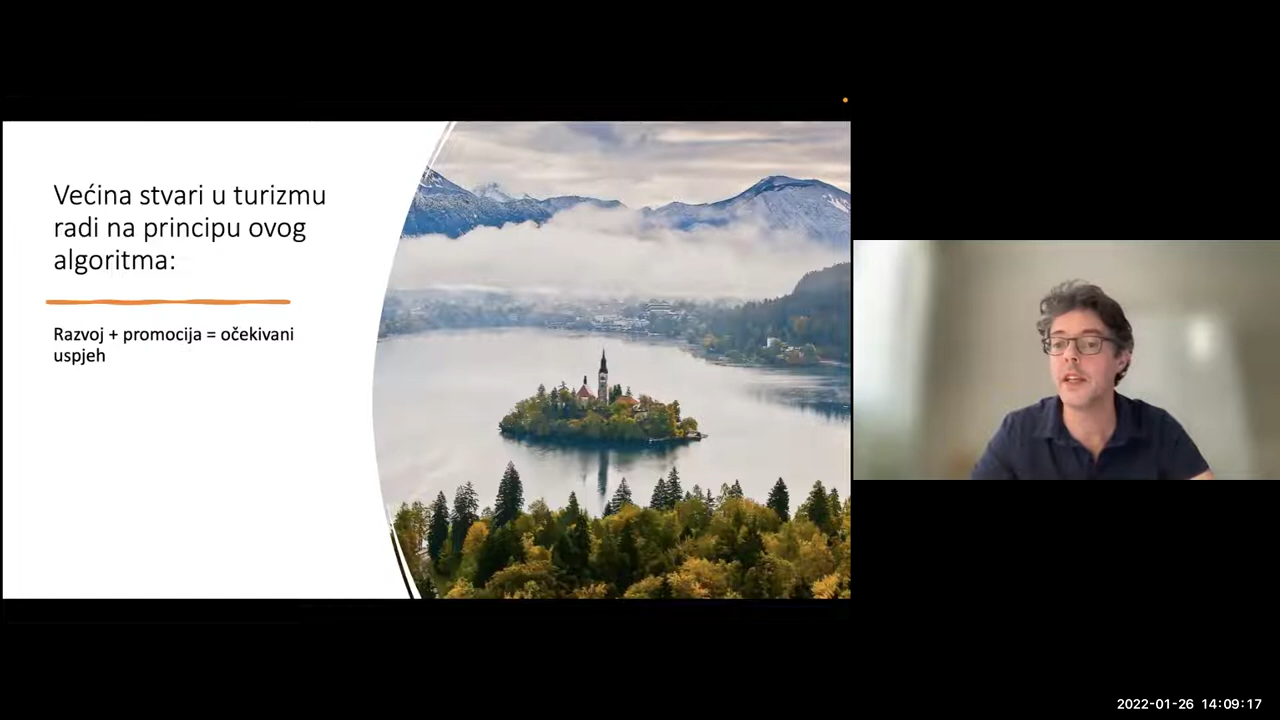 Većina stvari u turizmu
radi na principu ovog
algoritma:
Razvoj + promocija = očekivani
uspjeh
2022-01-26 14:09:17